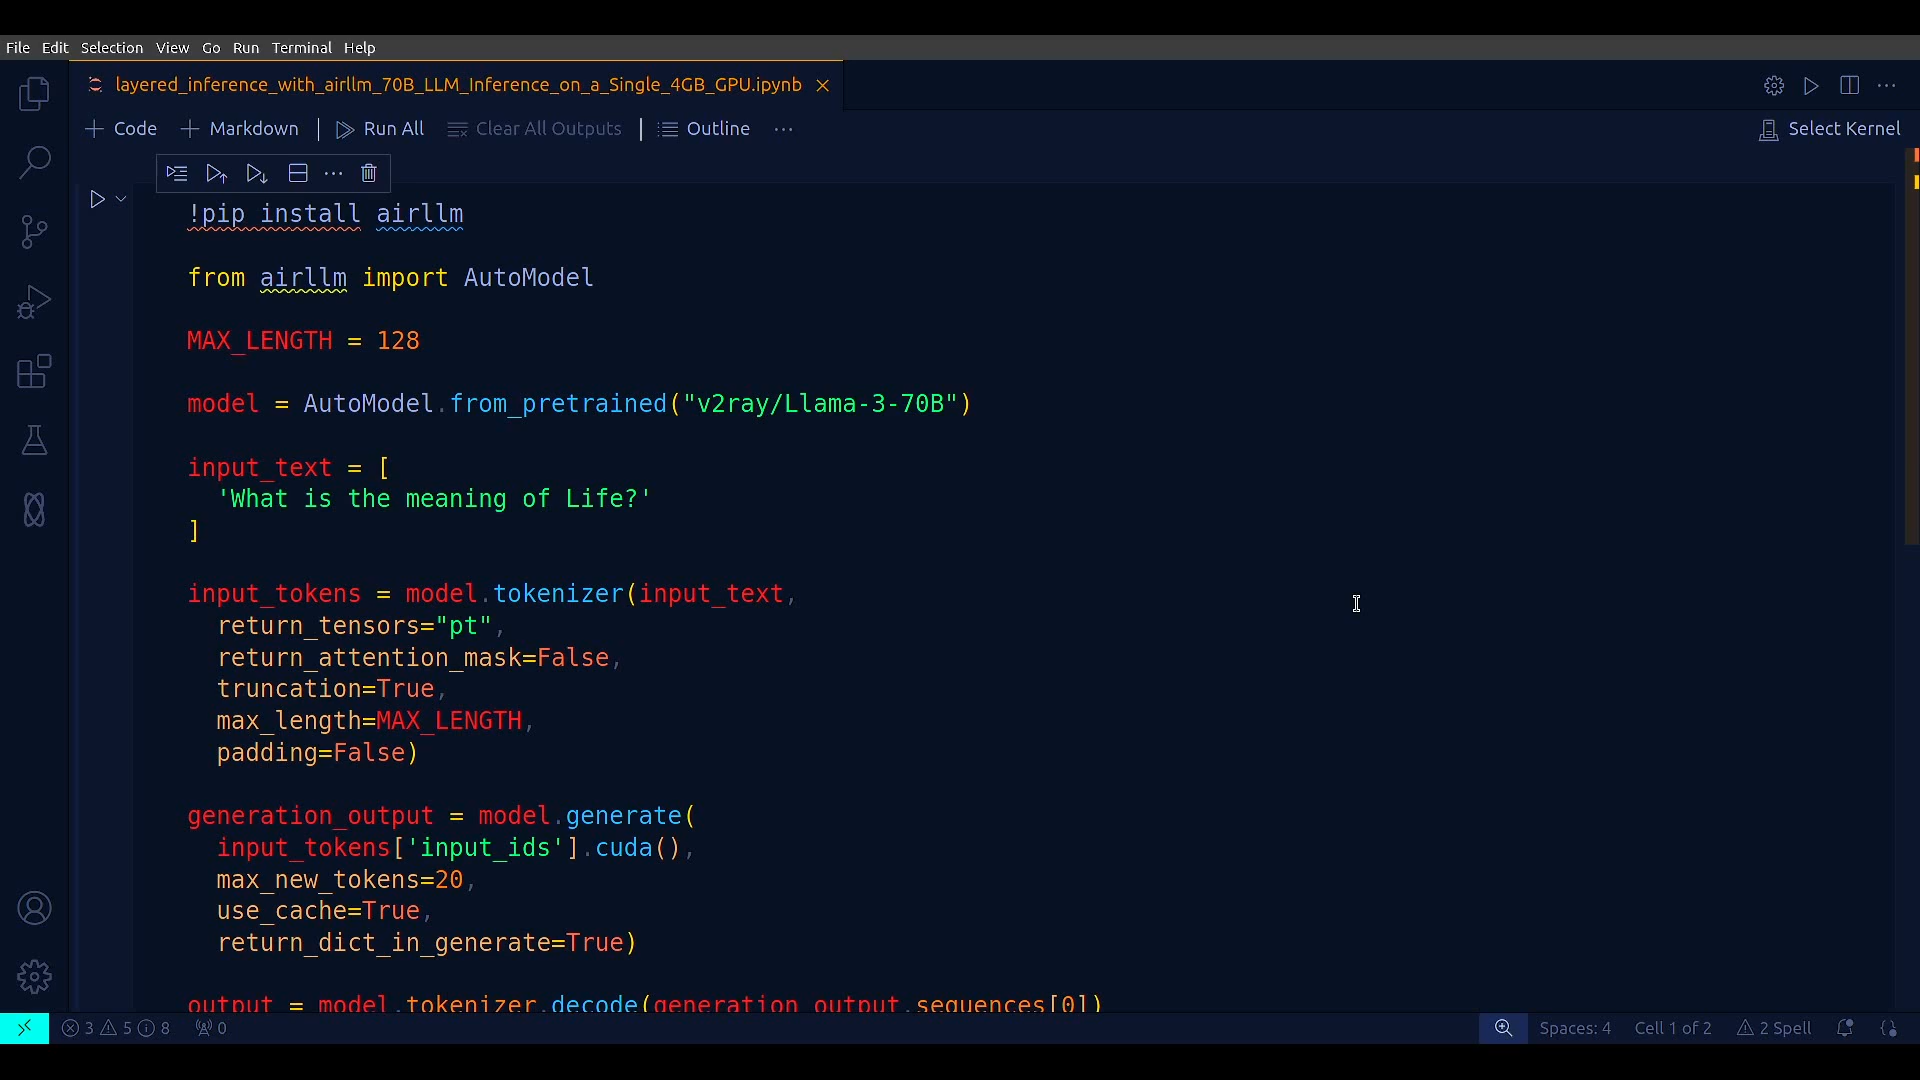 File Edit Selection View Go Run Terminal Help
layered_inference_with_airllm_70B_LLM_Inference_on_a_Single_4GB_GPU.ipynb
Code Markdown Run All Clear All Outputs Outline ... Select Kernel
!pip install airllm
from airllm import AutoModel
MAX_LENGTH = 128
model = AutoModel.from_pretrained("v2ray/Llama-3-70B")
input_text = [
'What is the meaning of Life?'
]
input_tokens = model.tokenizer(input_text,
return_tensors="pt",
return_attention_mask=False,
truncation=True,
max_length=MAX_LENGTH,
padding=False)
generation_output = model.generate(
input_tokens['input_ids'].cuda(),
max_new_tokens=20,
use_cache=True,
return_dict_in_generate=True)
output = model.tokenizer.decode(generation_output.sequences[0])
3 5 8 0 Spaces: 4 Cell 1 of 2 2 Spell